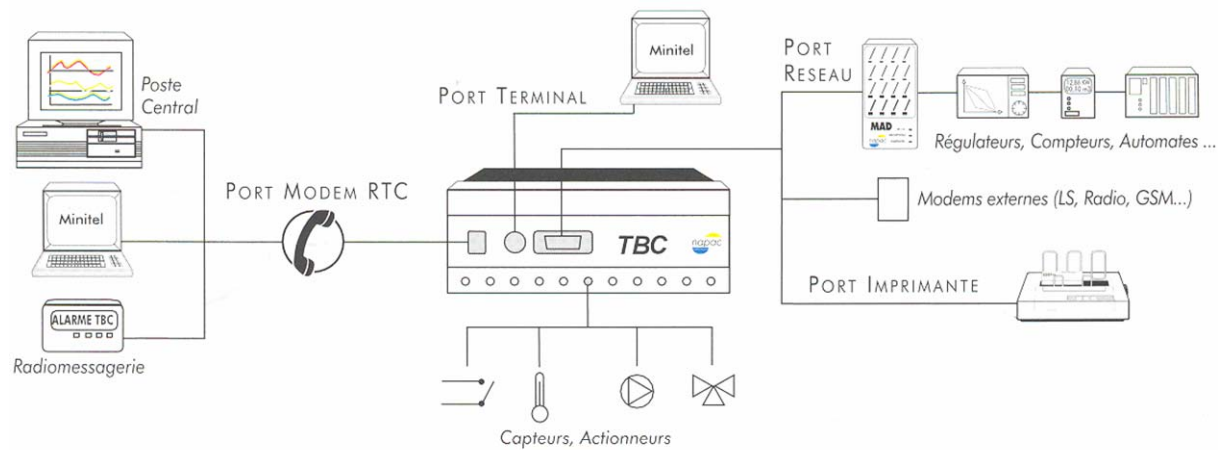 Poste
Central
Minitel
ALARME TBC
Radiomessagerie
PORT MODEM RTC
PORT TERMINAL
Minitel
TBC
napac
Capteurs, Actionneurs
PORT
RESEAU
MAD
napac
Régulateurs, Compteurs, Automates ...
Modems externes (LS, Radio, GSM...)
PORT IMPRIMANTE